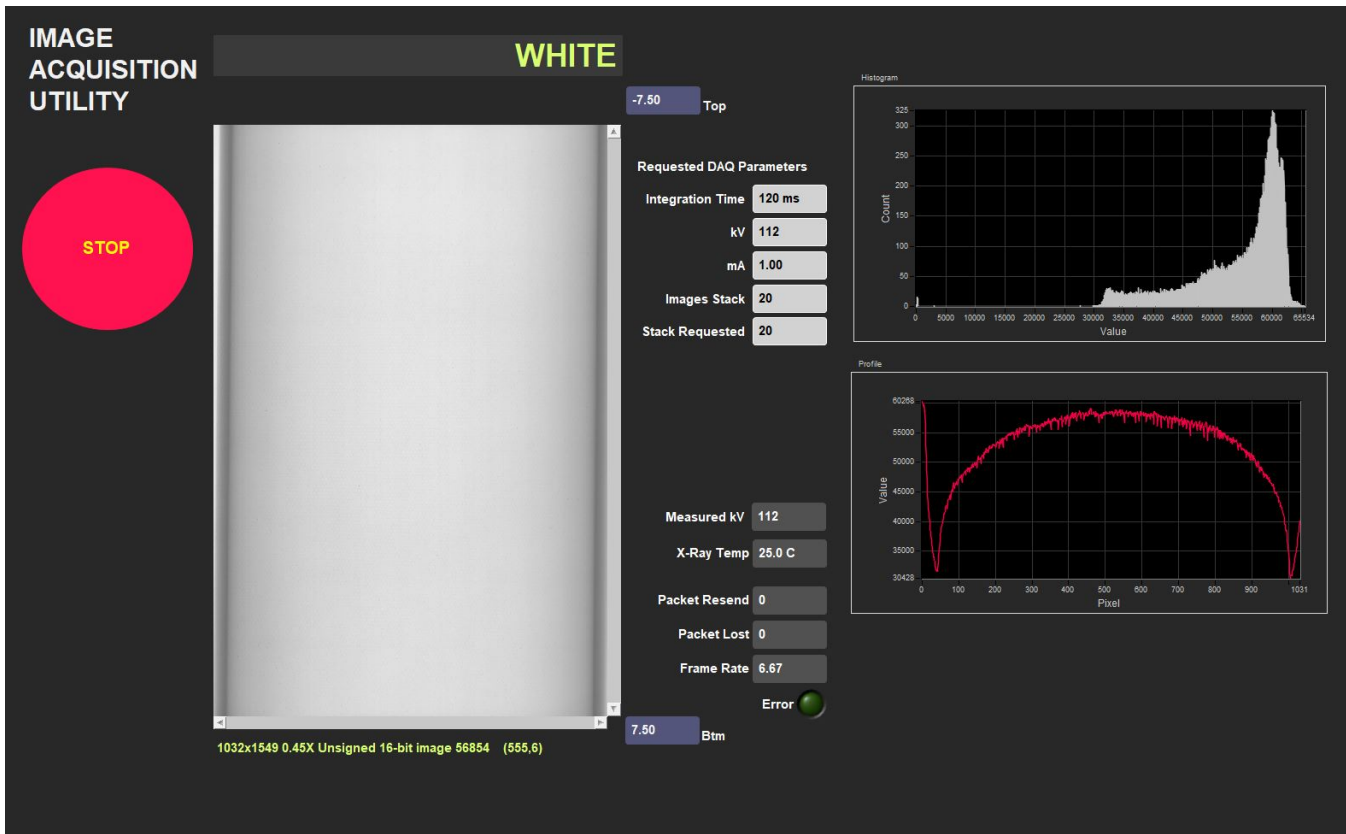 IMAGE
ACQUISITION
UTILITY
WHITE
STOP
-7.50 Top
Requested DAQ Parameters
Integration Time 120 ms
kV 112
mA 1.00
Images Stack 20
Stack Requested 20
Measured kV 112
X-Ray Temp 25.0 C
Packet Resend 0
Packet Lost 0
Frame Rate 6.67
Error
7.50 Btm
1032x1549 0.45X Unsigned 16-bit image 56854 (555,6)
Histogram
325
300
250
200
150
100
50
0
Count
0 5000 10000 15000 20000 25000 30000 35000 40000 45000 50000 55000 60000 65534
Value
Profile
60268
55000
50000
45000
40000
35000
30428
Value
0 100 200 300 400 500 600 700 800 900 1031
Pixel